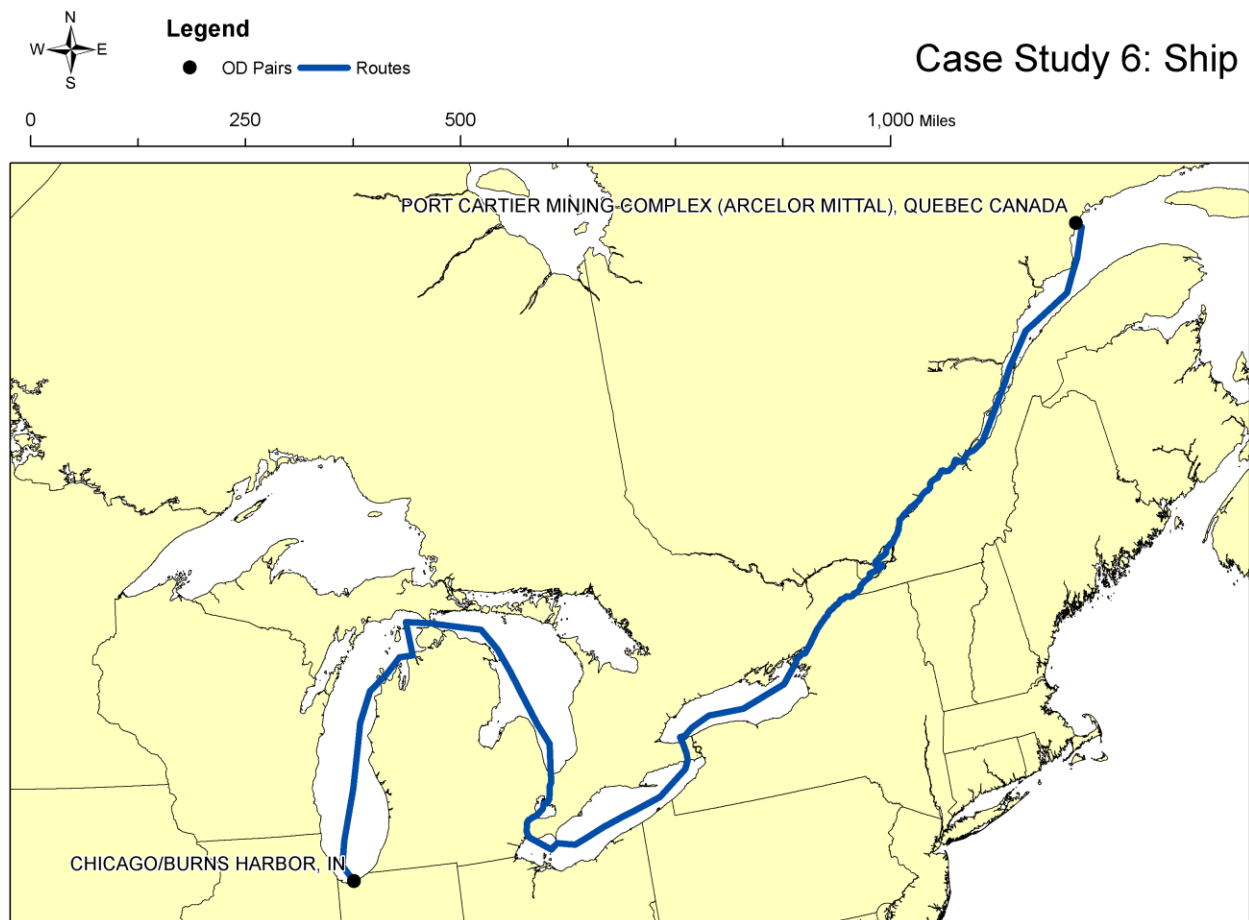 N
W E
S
Legend
OD Pairs Routes
Case Study 6: Ship
0 250 500 1,000 Miles
PORT CARTIER MINING COMPLEX (ARCELOR MITTAL), QUEBEC CANADA
CHICAGO/BURNS HARBOR, IN